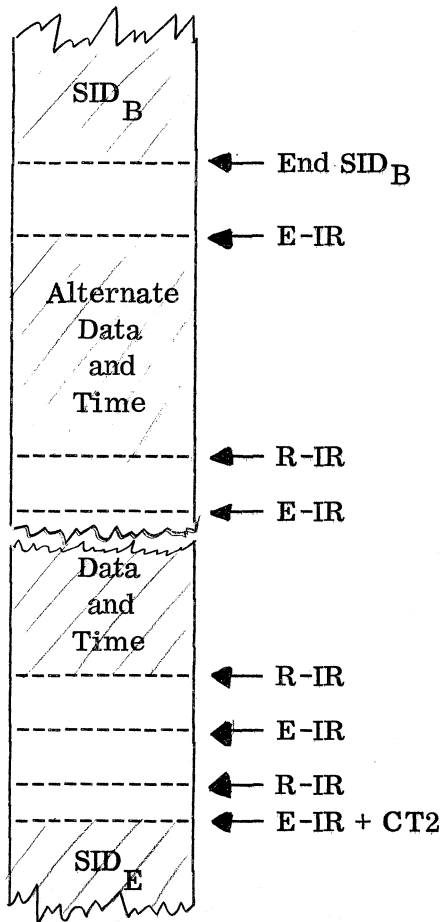 SID_B
End SID_B
E-IR
Alternate
Data
and
Time
R-IR
E-IR
Data
and
Time
R-IR
E-IR
R-IR
E-IR + CT2
SID_E